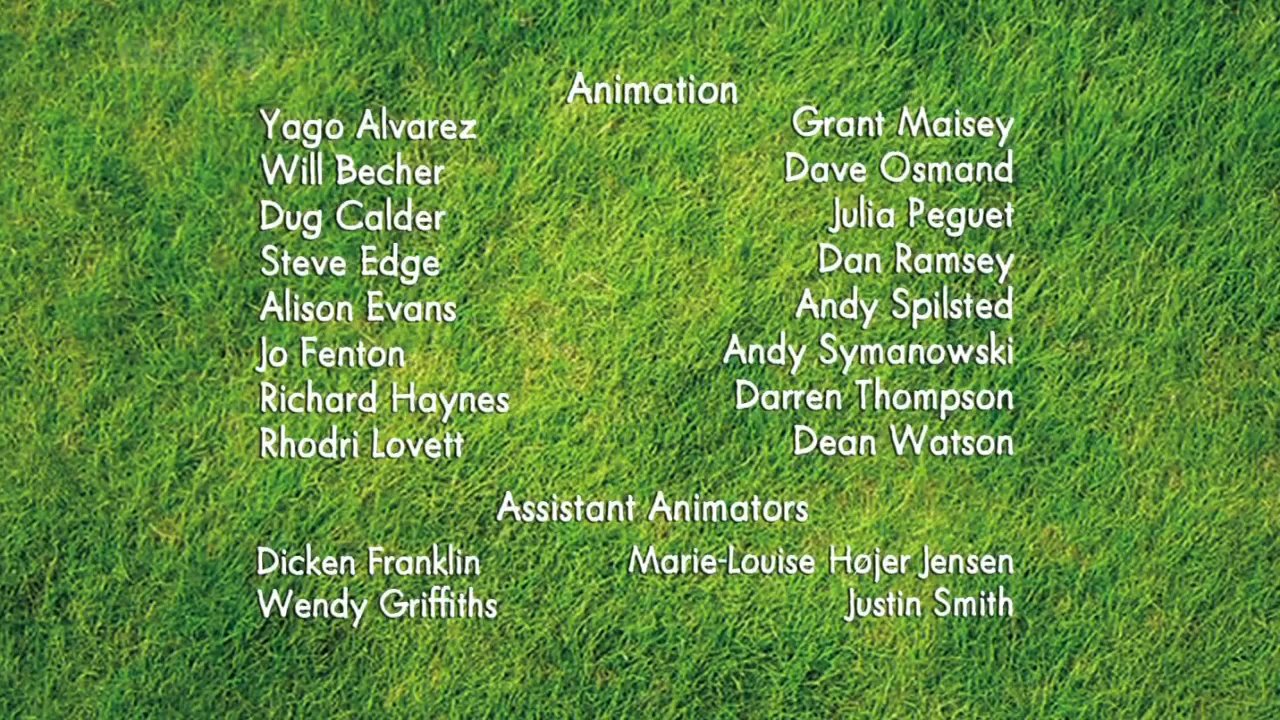 Animation
Yago Alvarez
Will Becher
Dug Calder
Steve Edge
Alison Evans
Jo Fenton
Richard Haynes
Rhodri Lovett
Grant Maisey
Dave Osmand
Julia Peguet
Dan Ramsey
Andy Spilsted
Andy Symanowski
Darren Thompson
Dean Watson
Assistant Animators
Dicken Franklin
Wendy Griffiths
Marie-Louise Højer Jensen
Justin Smith